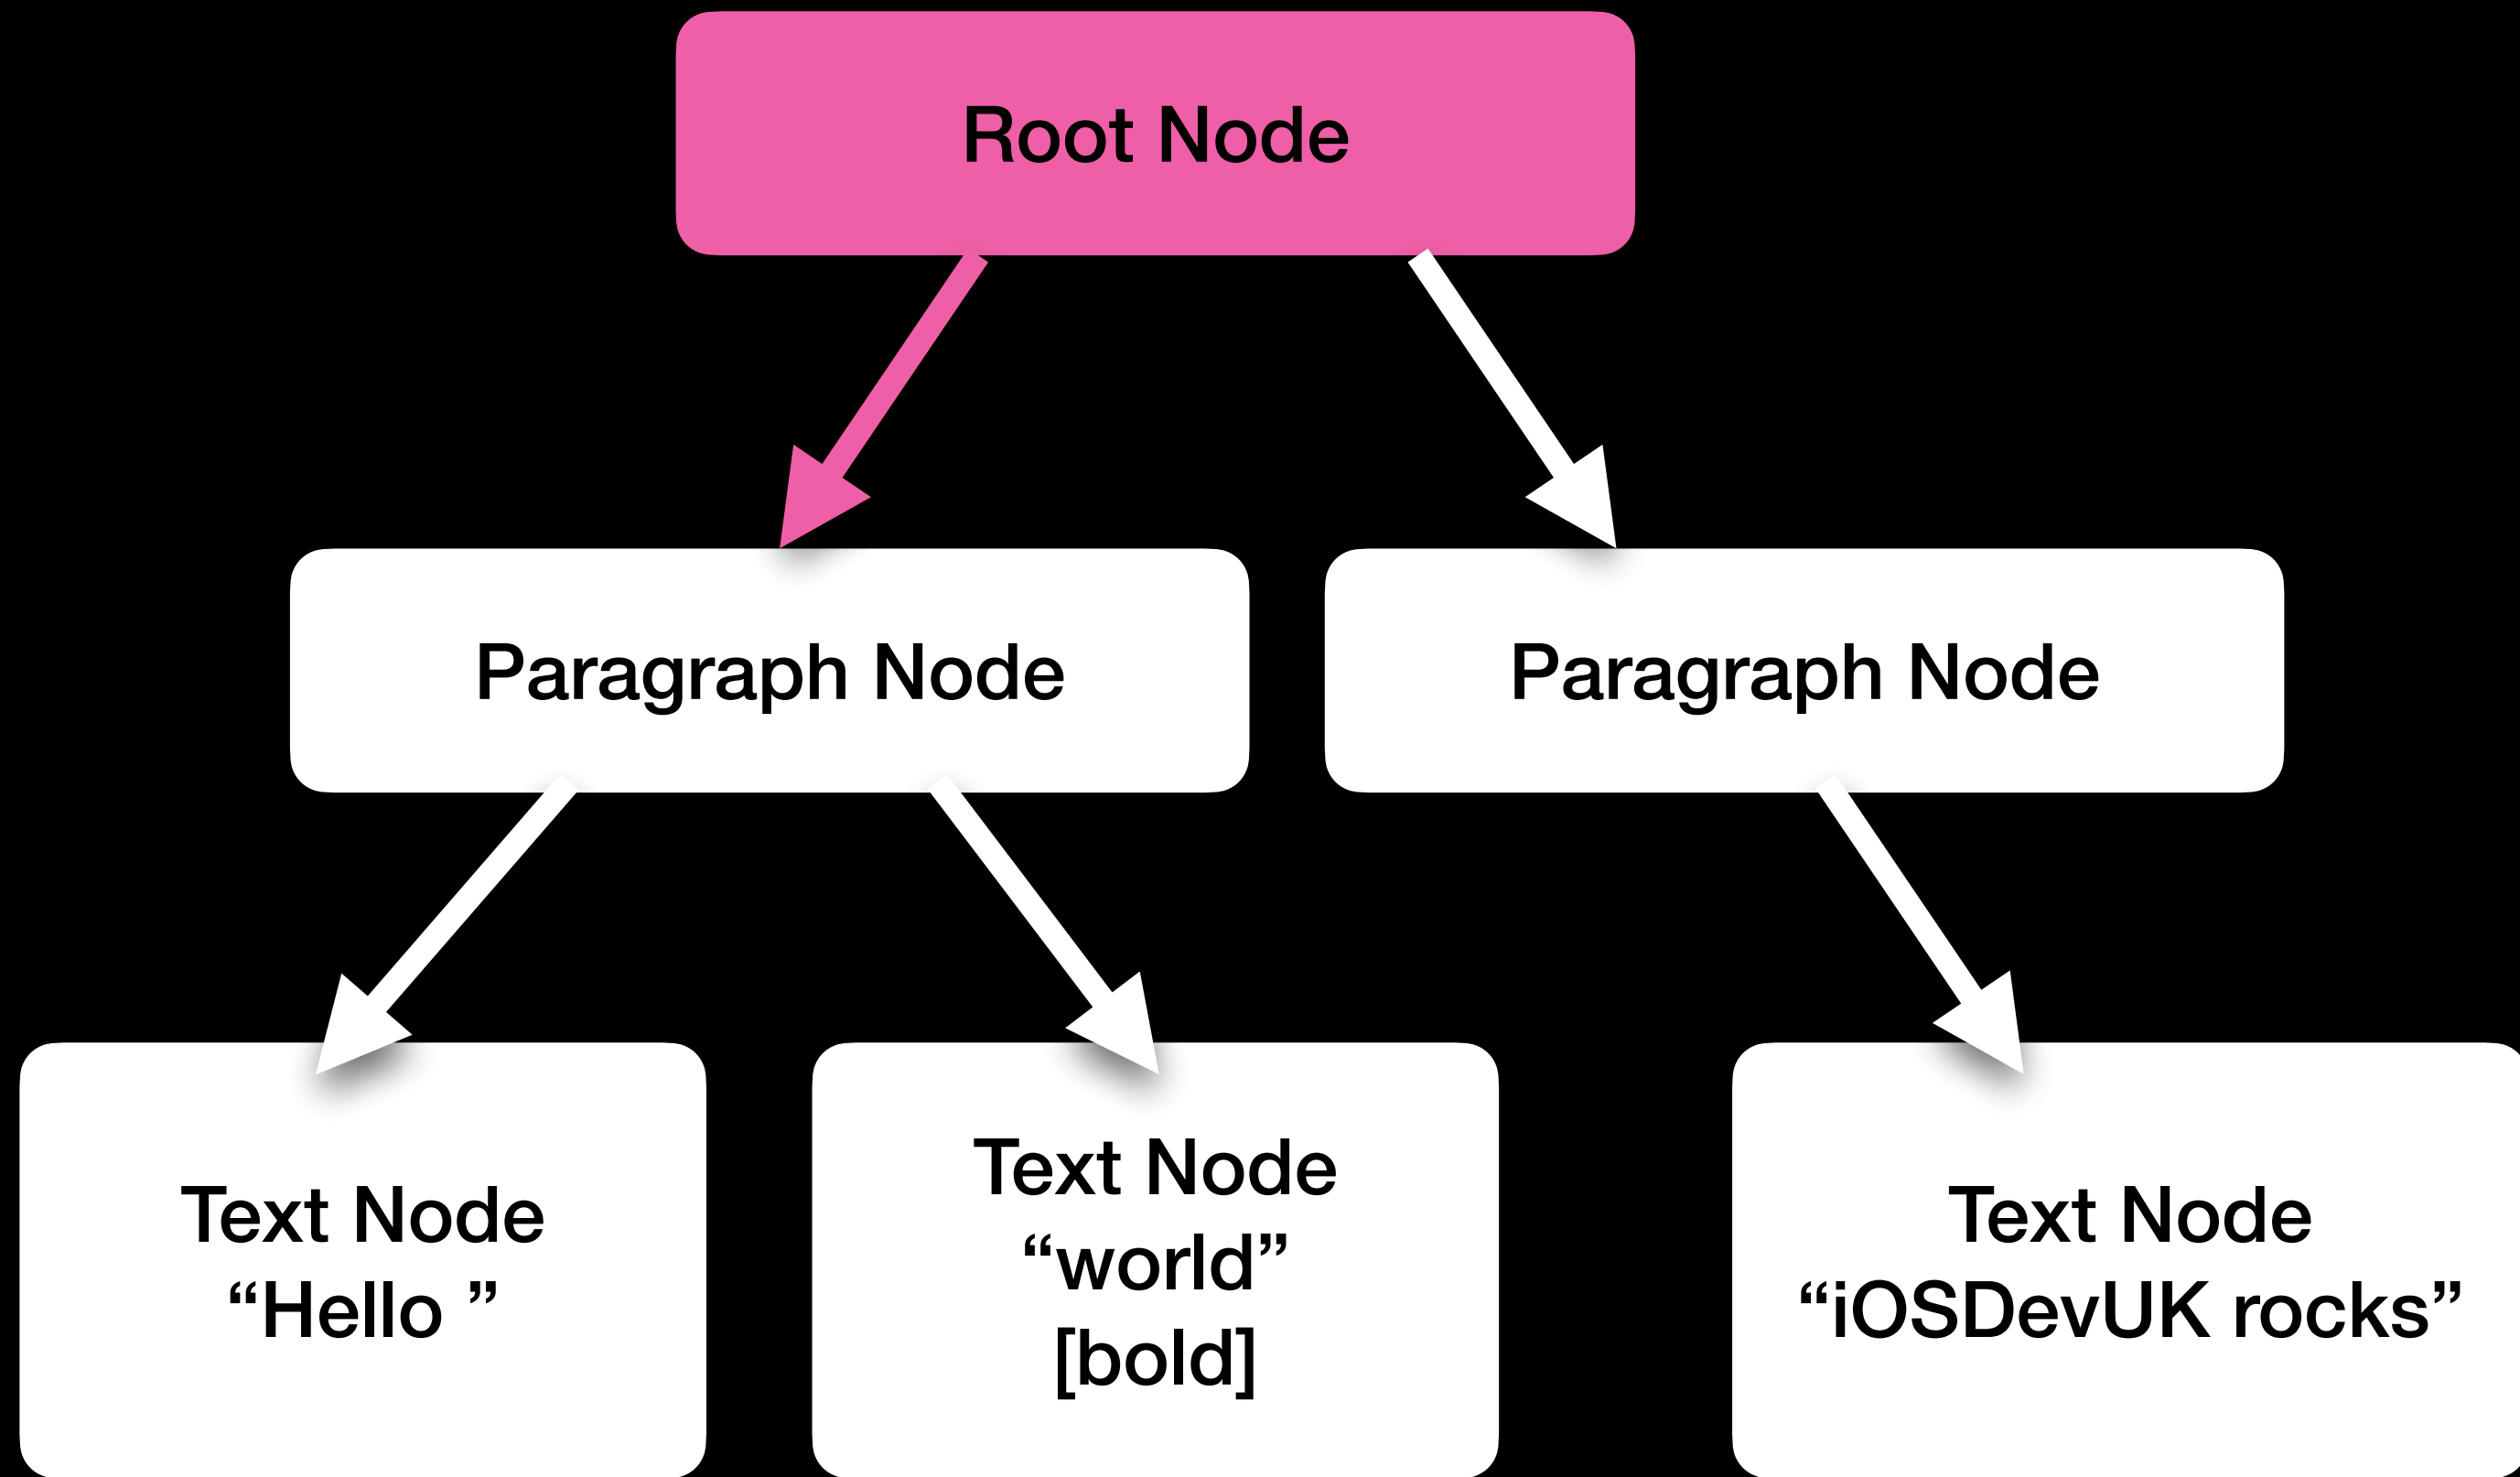 Root Node
Paragraph Node
Paragraph Node
Text Node
“Hello ”
Text Node
“world”
[bold]
Text Node
“iOSDevUK rocks”